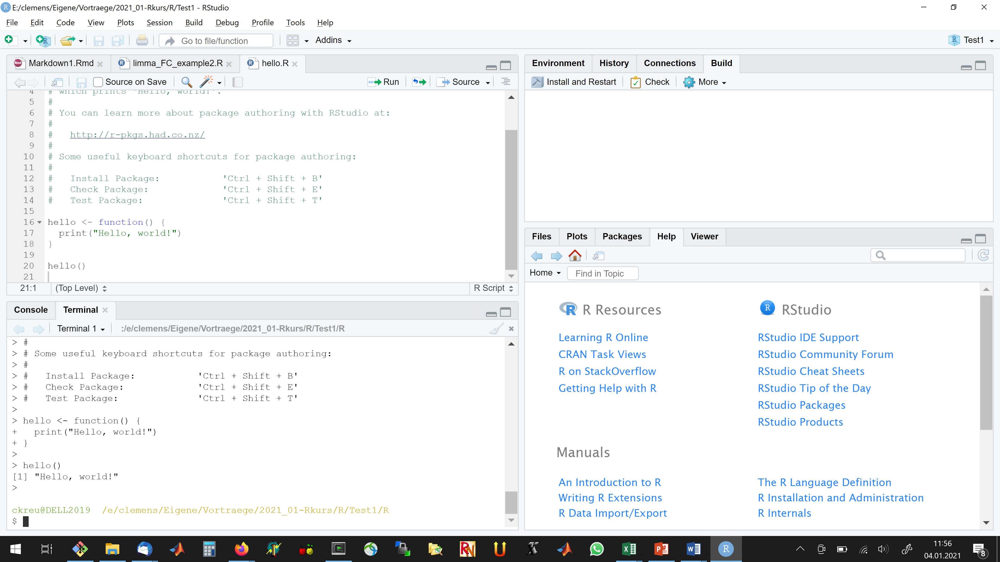 E:/clemens/Eigene/Vortraege/2021_01-Rkurs/R/Test1 - RStudio
File Edit Code View Plots Session Build Debug Profile Tools Help
Go to file/function Addins Test1
Markdown1.Rmd limma_FC_example2.R hello.R
Source on Save Run Source
4 # which prints 'Hello, world!'.
5 #
6 # You can learn more about package authoring with RStudio at:
7 #
8 #   http://r-pkgs.had.co.nz/
9 #
10 # Some useful keyboard shortcuts for package authoring:
11 #
12 #   Install Package:           'Ctrl + Shift + B'
13 #   Check Package:             'Ctrl + Shift + E'
14 #   Test Package:              'Ctrl + Shift + T'
15
16 hello <- function() {
17   print("Hello, world!")
18 }
19
20 hello()
21
21:1 (Top Level) R Script
Console Terminal
Terminal 1 :/e/clemens/Eigene/Vortraege/2021_01-Rkurs/R/Test1/R
> #
> # Some useful keyboard shortcuts for package authoring:
> #
> #   Install Package:           'Ctrl + Shift + B'
> #   Check Package:             'Ctrl + Shift + E'
> #   Test Package:              'Ctrl + Shift + T'
>
> hello <- function() {
+   print("Hello, world!")
+ }
>
> hello()
[1] "Hello, world!"
>
ckreu@DELL2019 /e/clemens/Eigene/Vortraege/2021_01-Rkurs/R/Test1/R
$
Environment History Connections Build
Install and Restart Check More
Files Plots Packages Help Viewer
Home Find in Topic
R Resources
Learning R Online
CRAN Task Views
R on StackOverflow
Getting Help with R
RStudio
RStudio IDE Support
RStudio Community Forum
RStudio Cheat Sheets
RStudio Tip of the Day
RStudio Packages
RStudio Products
Manuals
An Introduction to R
Writing R Extensions
R Data Import/Export
The R Language Definition
R Installation and Administration
R Internals
11:56
04.01.2021
8